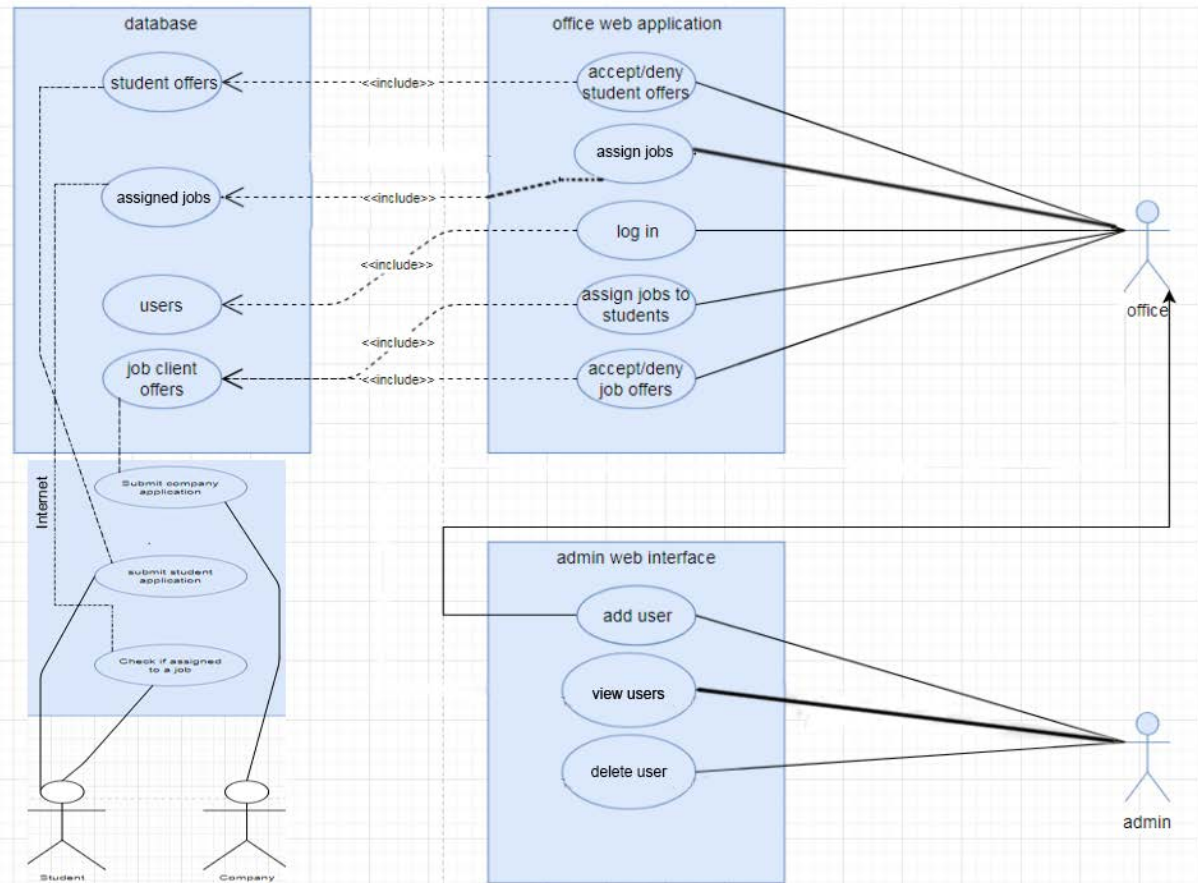 database
office web application
student offers
<<include>>
accept/deny
student offers
assign jobs
assigned jobs
<<include>>
log in
<<include>>
users
assign jobs to
students
office
<<include>>
job client
offers
<<include>>
accept/deny
job offers
Internet
Submit company
application
submit student
application
Check if assigned
to a job
Student
Company
admin web interface
add user
view users
delete user
admin